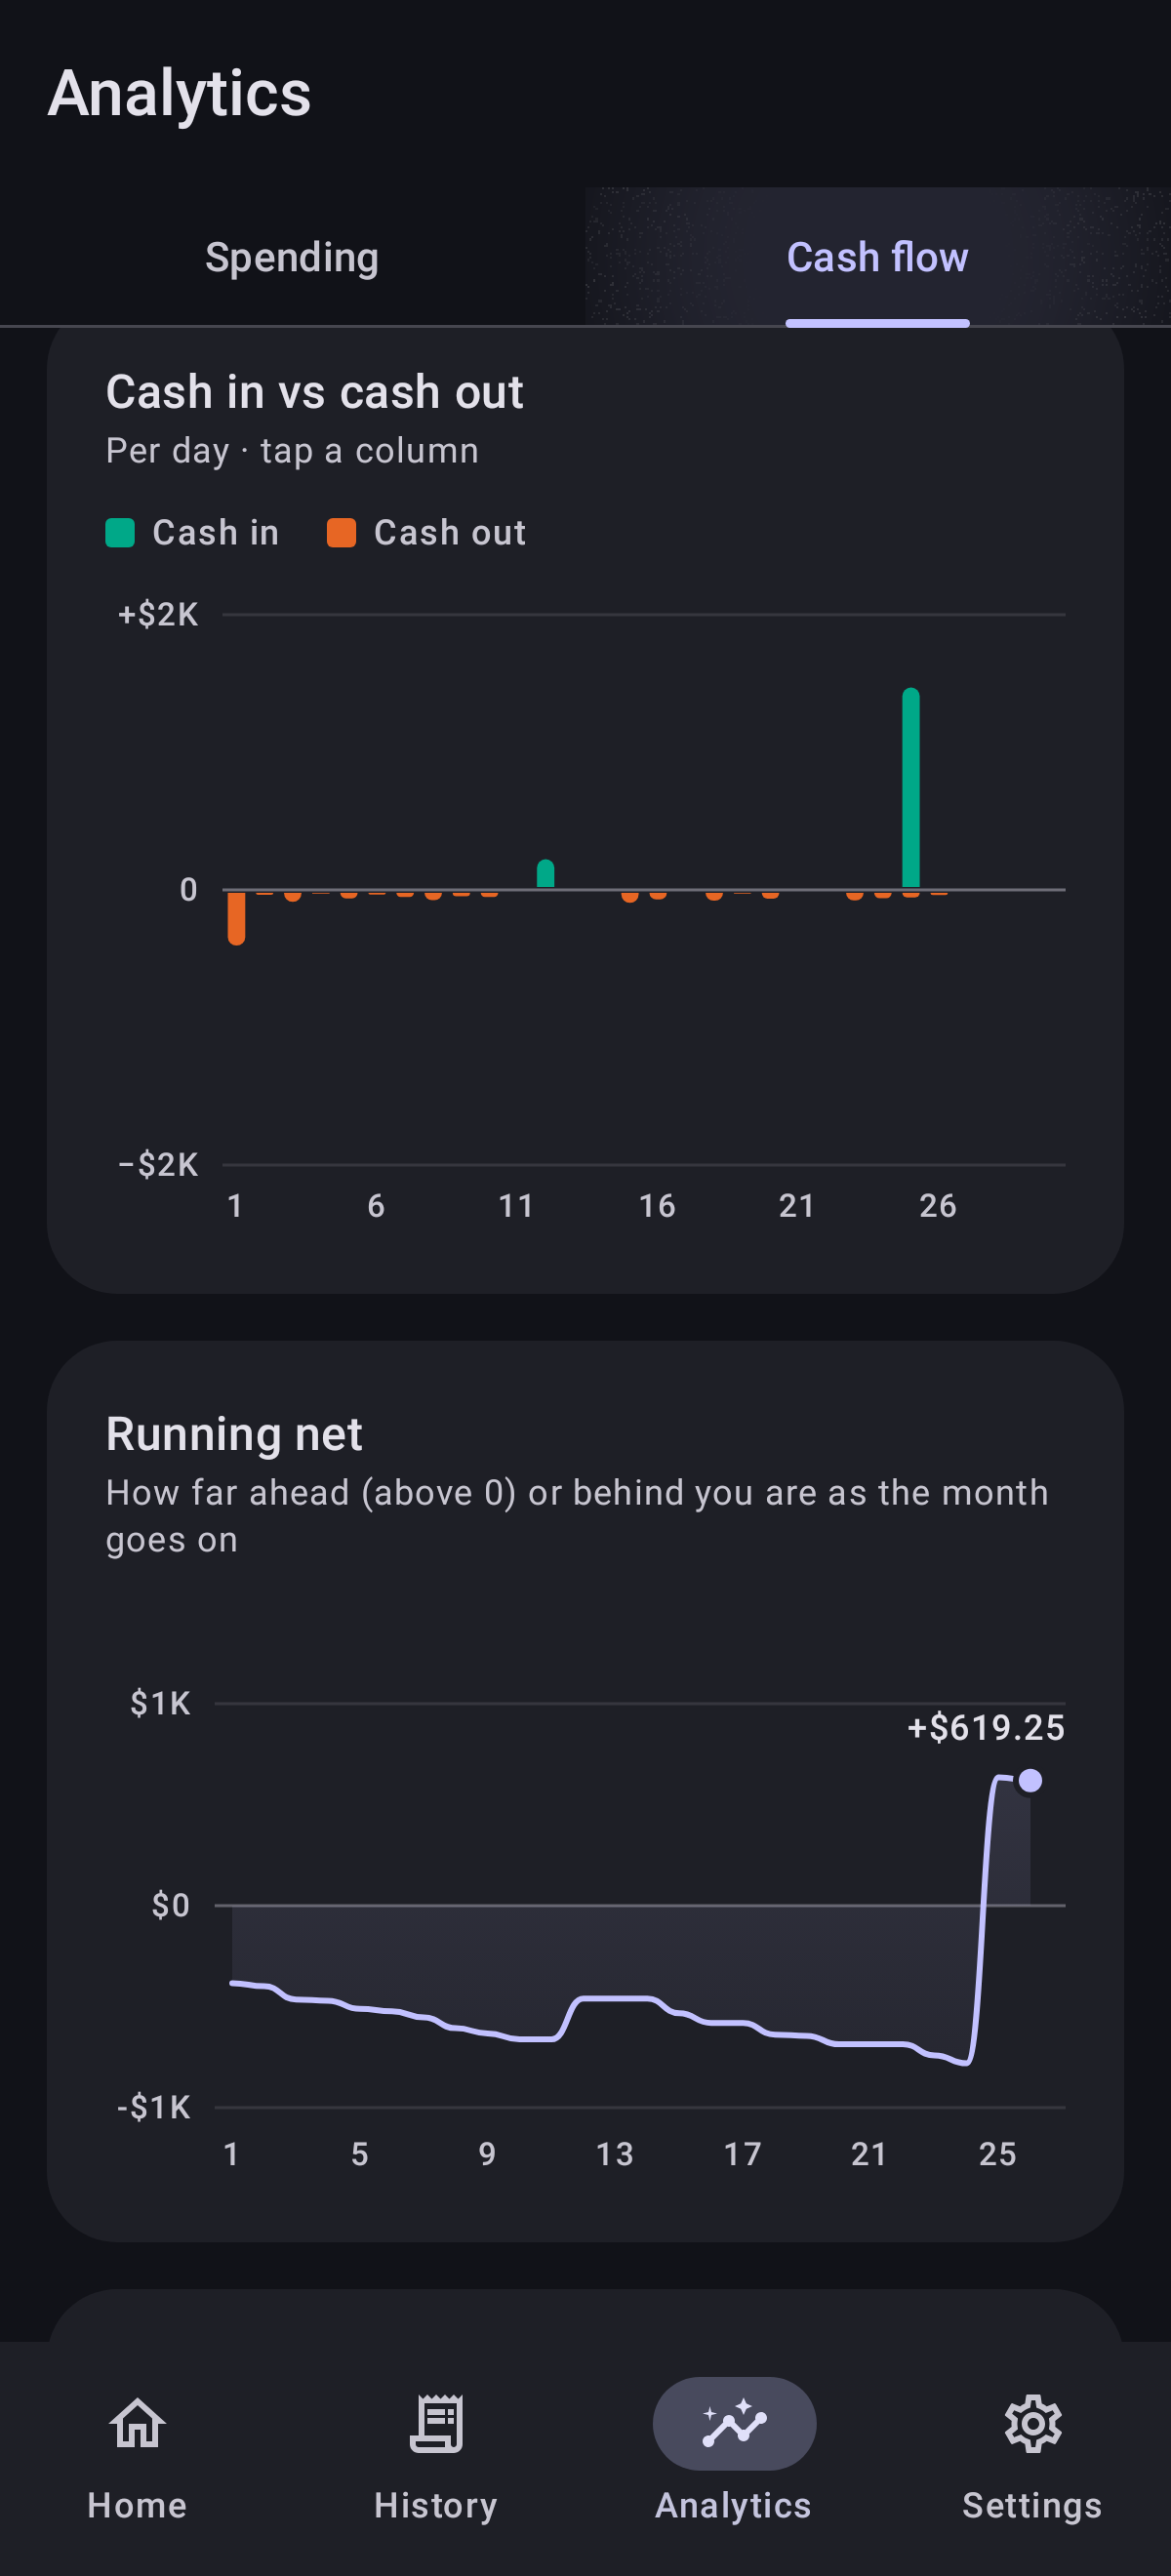 Analytics
Spending
Cash flow
Cash in vs cash out
Per day · tap a column
Cash in
Cash out
+$2K
0
−$2K
1 6 11 16 21 26
Running net
How far ahead (above 0) or behind you are as the month
goes on
$1K
+$619.25
$0
-$1K
1 5 9 13 17 21 25
Home
History
Analytics
Settings